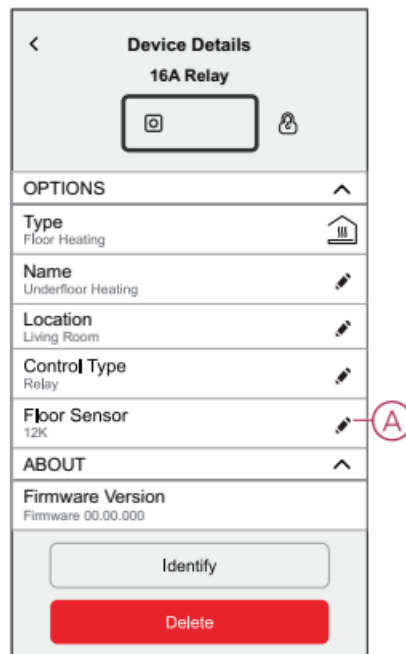 Device Details
16A Relay
OPTIONS
Type
Floor Heating
Name
Underfloor Heating
Location
Living Room
Control Type
Relay
Floor Sensor
12K
A
ABOUT
Firmware Version
Firmware 00.00.000
Identify
Delete